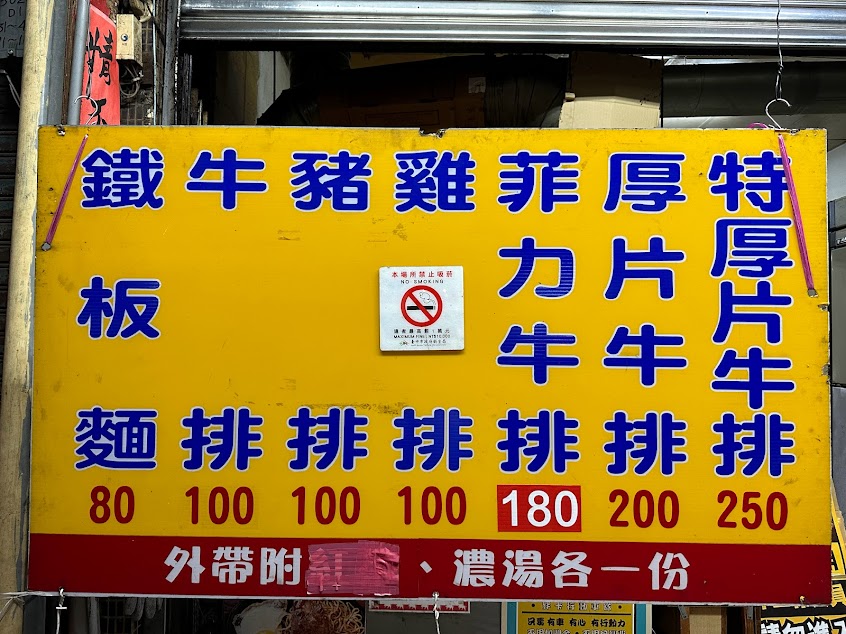 鐵板麵 80
牛排 100
豬排 100
雞排 100
菲力牛排 180
厚片牛排 200
特厚片牛排 250
本場所禁止吸菸
NO SMOKING
外帶附
、濃湯各一份